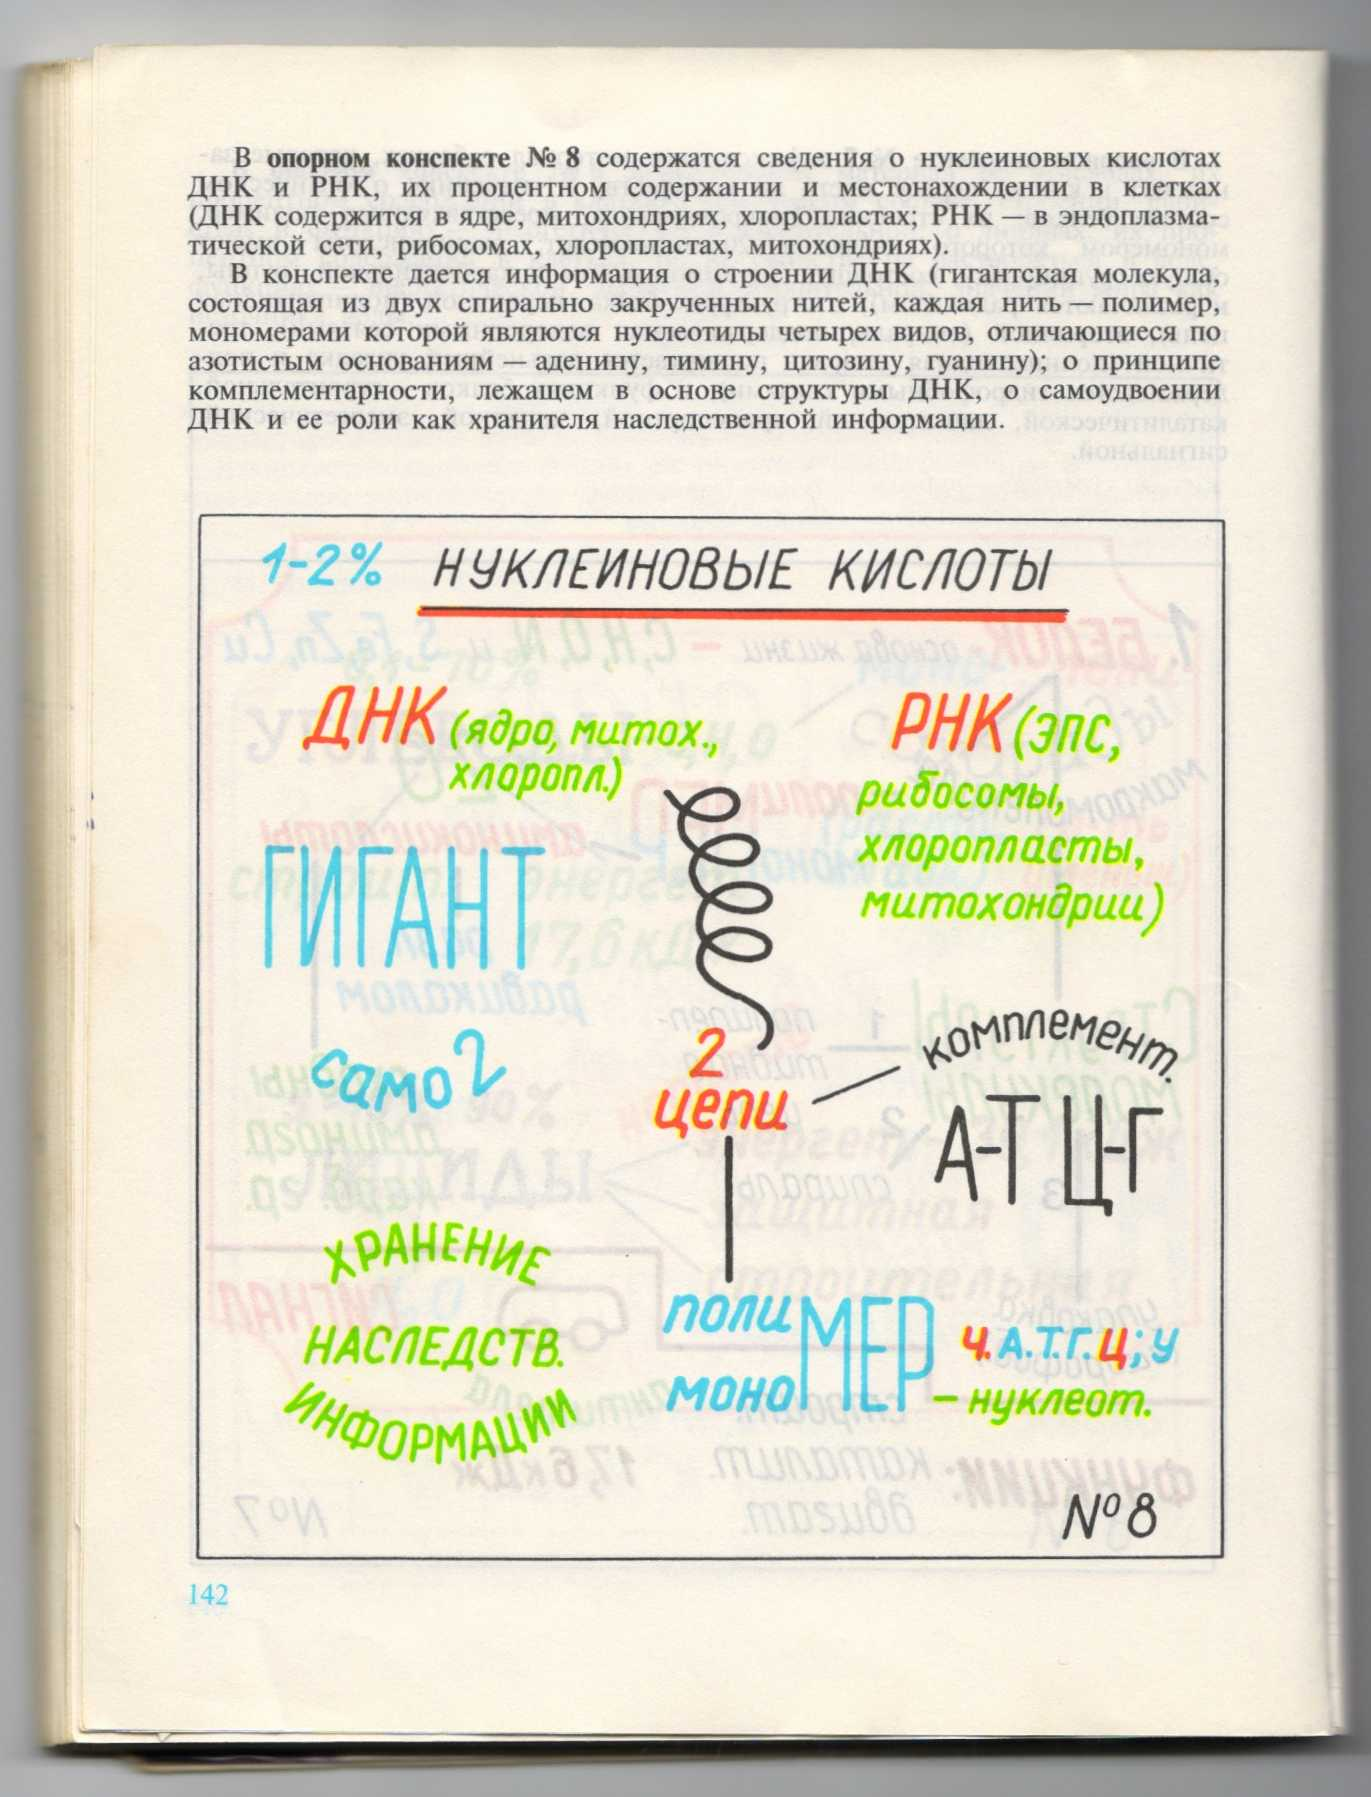 В опорном конспекте № 8 содержатся сведения о нуклеиновых кислотах
ДНК и РНК, их процентном содержании и местонахождении в клетках
(ДНК содержится в ядре, митохондриях, хлоропластах; РНК — в эндоплазма-
тической сети, рибосомах, хлоропластах, митохондриях).
В конспекте дается информация о строении ДНК (гигантская молекула,
состоящая из двух спирально закрученных нитей, каждая нить — полимер,
мономерами которой являются нуклеотиды четырех видов, отличающиеся по
азотистым основаниям — аденину, тимину, цитозину, гуанину); о принципе
комплементарности, лежащем в основе структуры ДНК, о самоудвоении
ДНК и ее роли как хранителя наследственной информации.
1-2% НУКЛЕИНОВЫЕ КИСЛОТЫ
ДНК (ядро, митох.,
хлоропл.)
РНК (ЭПС,
рибосомы,
хлоропласты,
митохондрии)
ГИГАНТ
само 2
2
цепи
комплемент.
А-Т Ц-Г
ХРАНЕНИЕ
НАСЛЕДСТВ.
ИНФОРМАЦИИ
поли МЕР
моно
Ч. А.Т.Г.Ц; У
– нуклеот.
№ 8
142